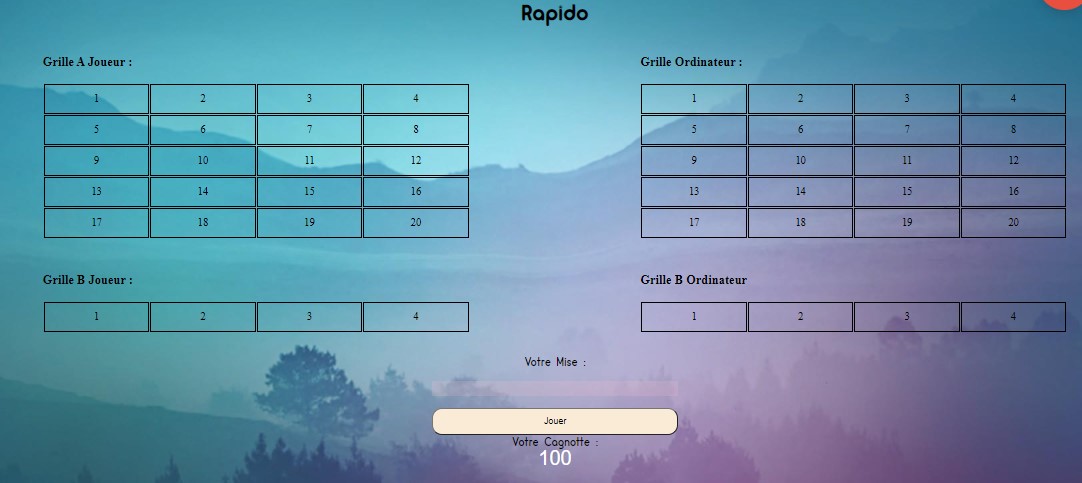 Rapido
Grille A Joueur :
1 2 3 4
5 6 7 8
9 10 11 12
13 14 15 16
17 18 19 20
Grille Ordinateur :
1 2 3 4
5 6 7 8
9 10 11 12
13 14 15 16
17 18 19 20
Grille B Joueur :
1 2 3 4
Grille B Ordinateur
1 2 3 4
Votre Mise :
Jouer
Votre Cagnotte :
100